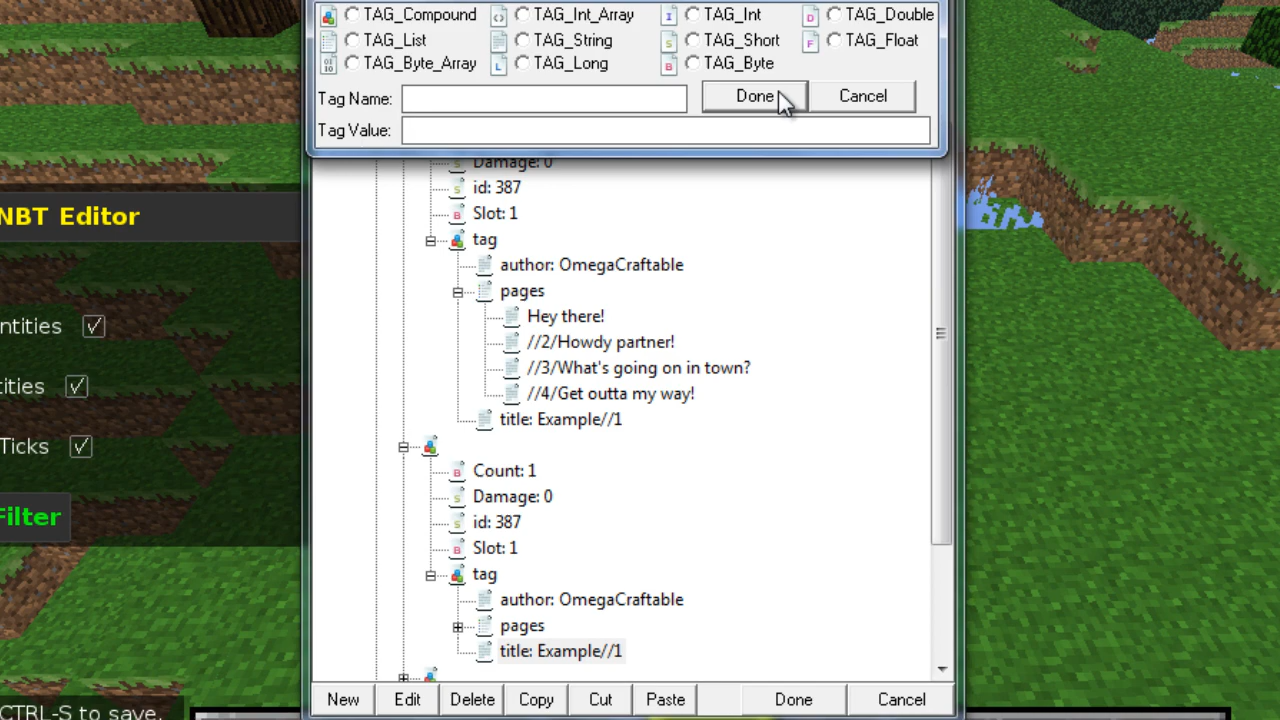 TAG_Compound TAG_Int_Array TAG_Int TAG_Double
TAG_List TAG_String TAG_Short TAG_Float
TAG_Byte_Array TAG_Long TAG_Byte
Tag Name: Done Cancel
Tag Value:
Damage: 0
id: 387
Slot: 1
tag
author: OmegaCraftable
pages
Hey there!
//2/Howdy partner!
//3/What's going on in town?
//4/Get outta my way!
title: Example//1
Count: 1
Damage: 0
id: 387
Slot: 1
tag
author: OmegaCraftable
pages
title: Example//1
New Edit Delete Copy Cut Paste Done Cancel
NBT Editor
ntities
ities
Ticks
Filter
CTRL-S to save.